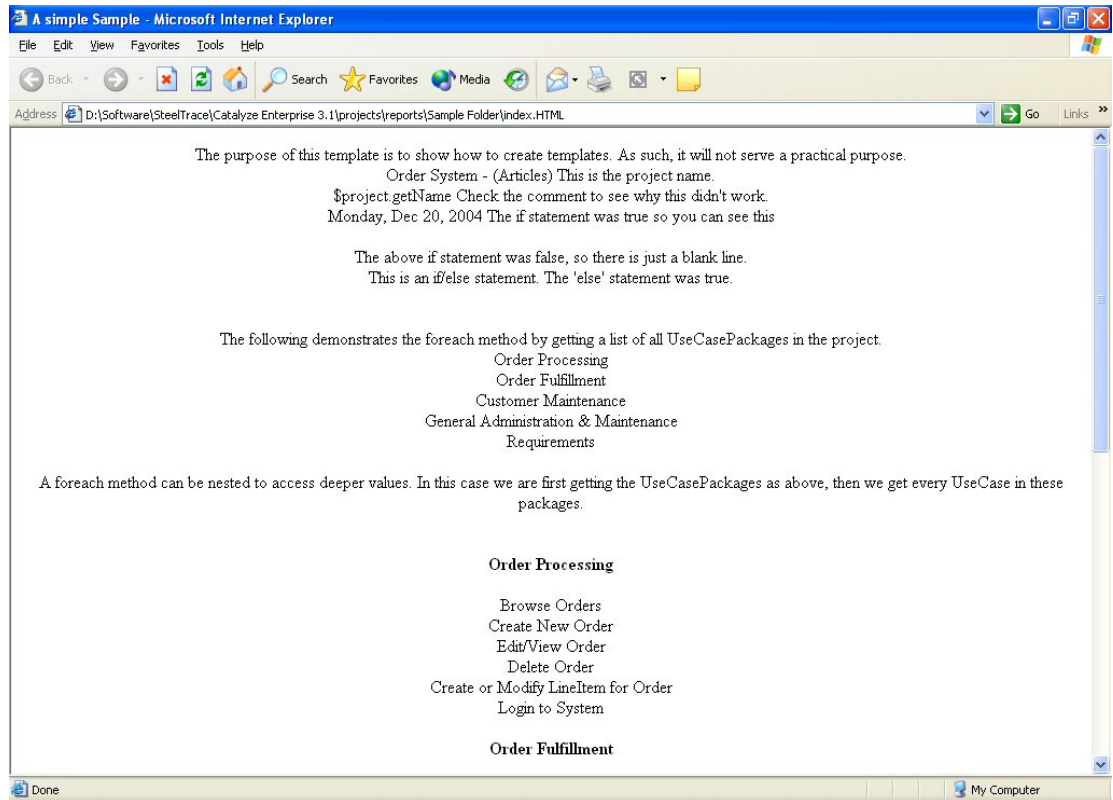 A simple Sample - Microsoft Internet Explorer
File Edit View Favorites Tools Help
Back Search Favorites Media
Address D:\Software\SteelTrace\Catalyze Enterprise 3.1\projects\reports\Sample Folder\index.HTML Go Links »
The purpose of this template is to show how to create templates. As such, it will not serve a practical purpose.
Order System - (Articles) This is the project name.
$project.getName Check the comment to see why this didn't work.
Monday, Dec 20, 2004 The if statement was true so you can see this
The above if statement was false, so there is just a blank line.
This is an if/else statement. The 'else' statement was true.
The following demonstrates the foreach method by getting a list of all UseCasePackages in the project.
Order Processing
Order Fulfillment
Customer Maintenance
General Administration & Maintenance
Requirements
A foreach method can be nested to access deeper values. In this case we are first getting the UseCasePackages as above, then we get every UseCase in these
packages.
Order Processing
Browse Orders
Create New Order
Edit/View Order
Delete Order
Create or Modify LineItem for Order
Login to System
Order Fulfillment
Done My Computer